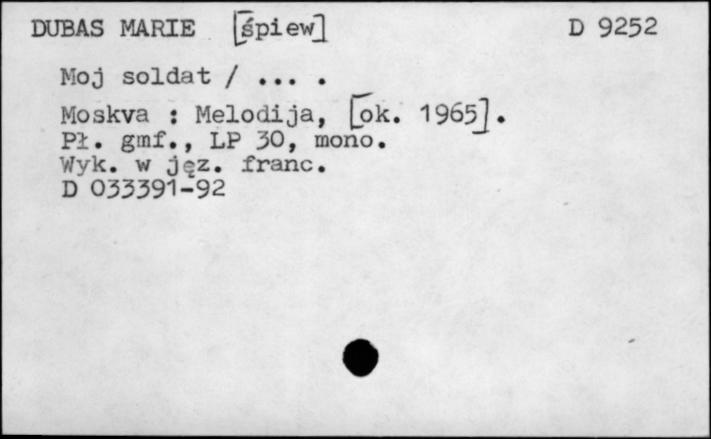 DUBAS MARIE [śpiew] D 9252
Moj soldat / ... .
Moskva : Melodija, [ok. 1965].
Pł. gmf., LP 30, mono.
Wyk. w jęz. franc.
D 033391-92